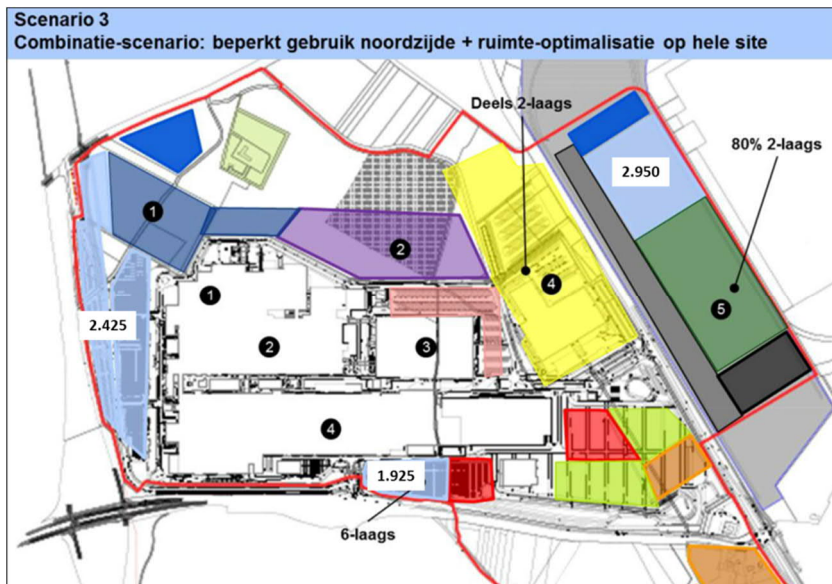 Scenario 3
Combinatie-scenario: beperkt gebruik noordzijde + ruimte-optimalisatie op hele site
Deels 2-laags
80% 2-laags
2.950
1
2
4
5
1
2.425
2
3
4
1.925
6-laags